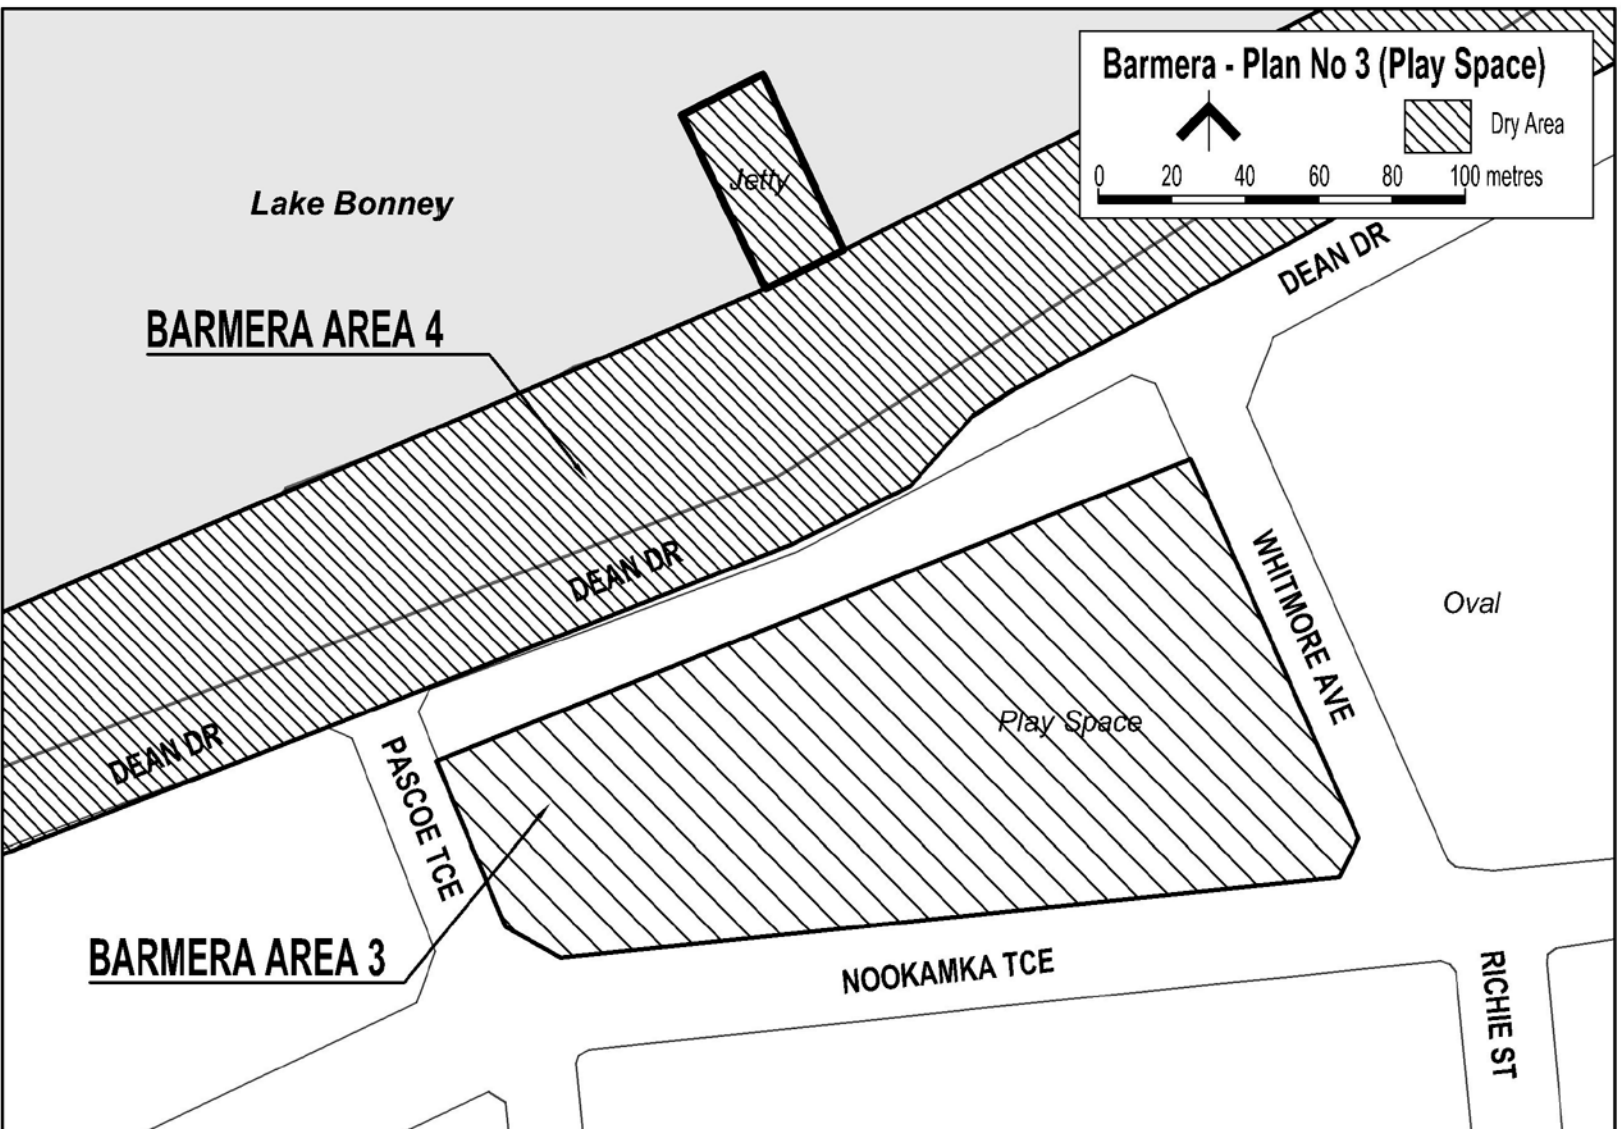 Barmera - Plan No 3 (Play Space)
Dry Area
0 20 40 60 80 100 metres
Jetty
Lake Bonney
DEAN DR
BARMERA AREA 4
DEAN DR
WHITMORE AVE
Oval
Play Space
DEAN DR
PASCOE TCE
BARMERA AREA 3
NOOKAMKA TCE
RICHIE ST